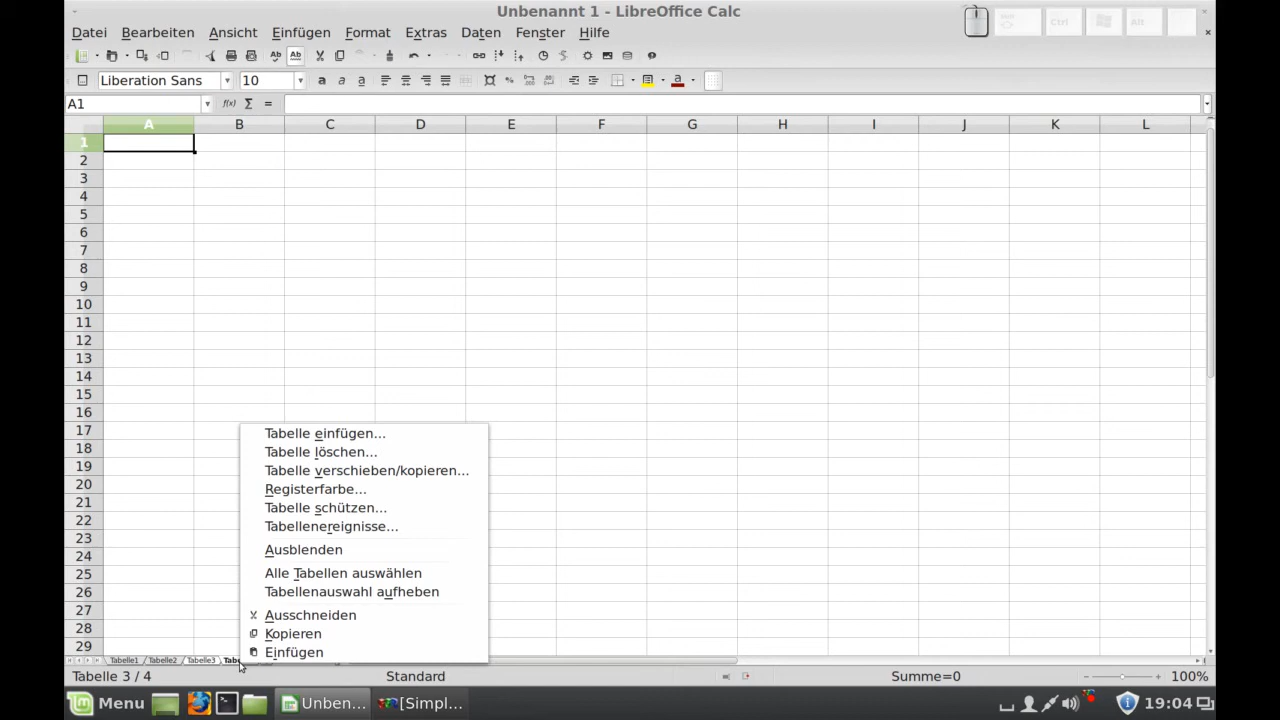 Unbenannt 1 - LibreOffice Calc
Datei Bearbeiten Ansicht Einfügen Format Extras Daten Fenster Hilfe
Ctrl Alt
Liberation Sans 10
A1 f(x) Σ =
A B C D E F G H I J K L
1
2
3
4
5
6
7
8
9
10
11
12
13
14
15
16
17
18
19
20
21
22
23
24
25
26
27
28
29
Tabelle einfügen...
Tabelle löschen...
Tabelle verschieben/kopieren...
Registerfarbe...
Tabelle schützen...
Tabellenereignisse...
Ausblenden
Alle Tabellen auswählen
Tabellenauswahl aufheben
Ausschneiden
Kopieren
Einfügen
Tabelle1 Tabelle2 Tabelle3 Tabe
Tabelle 3 / 4 Standard Summe=0 100%
Menu Unben... [Simpl... 19:04